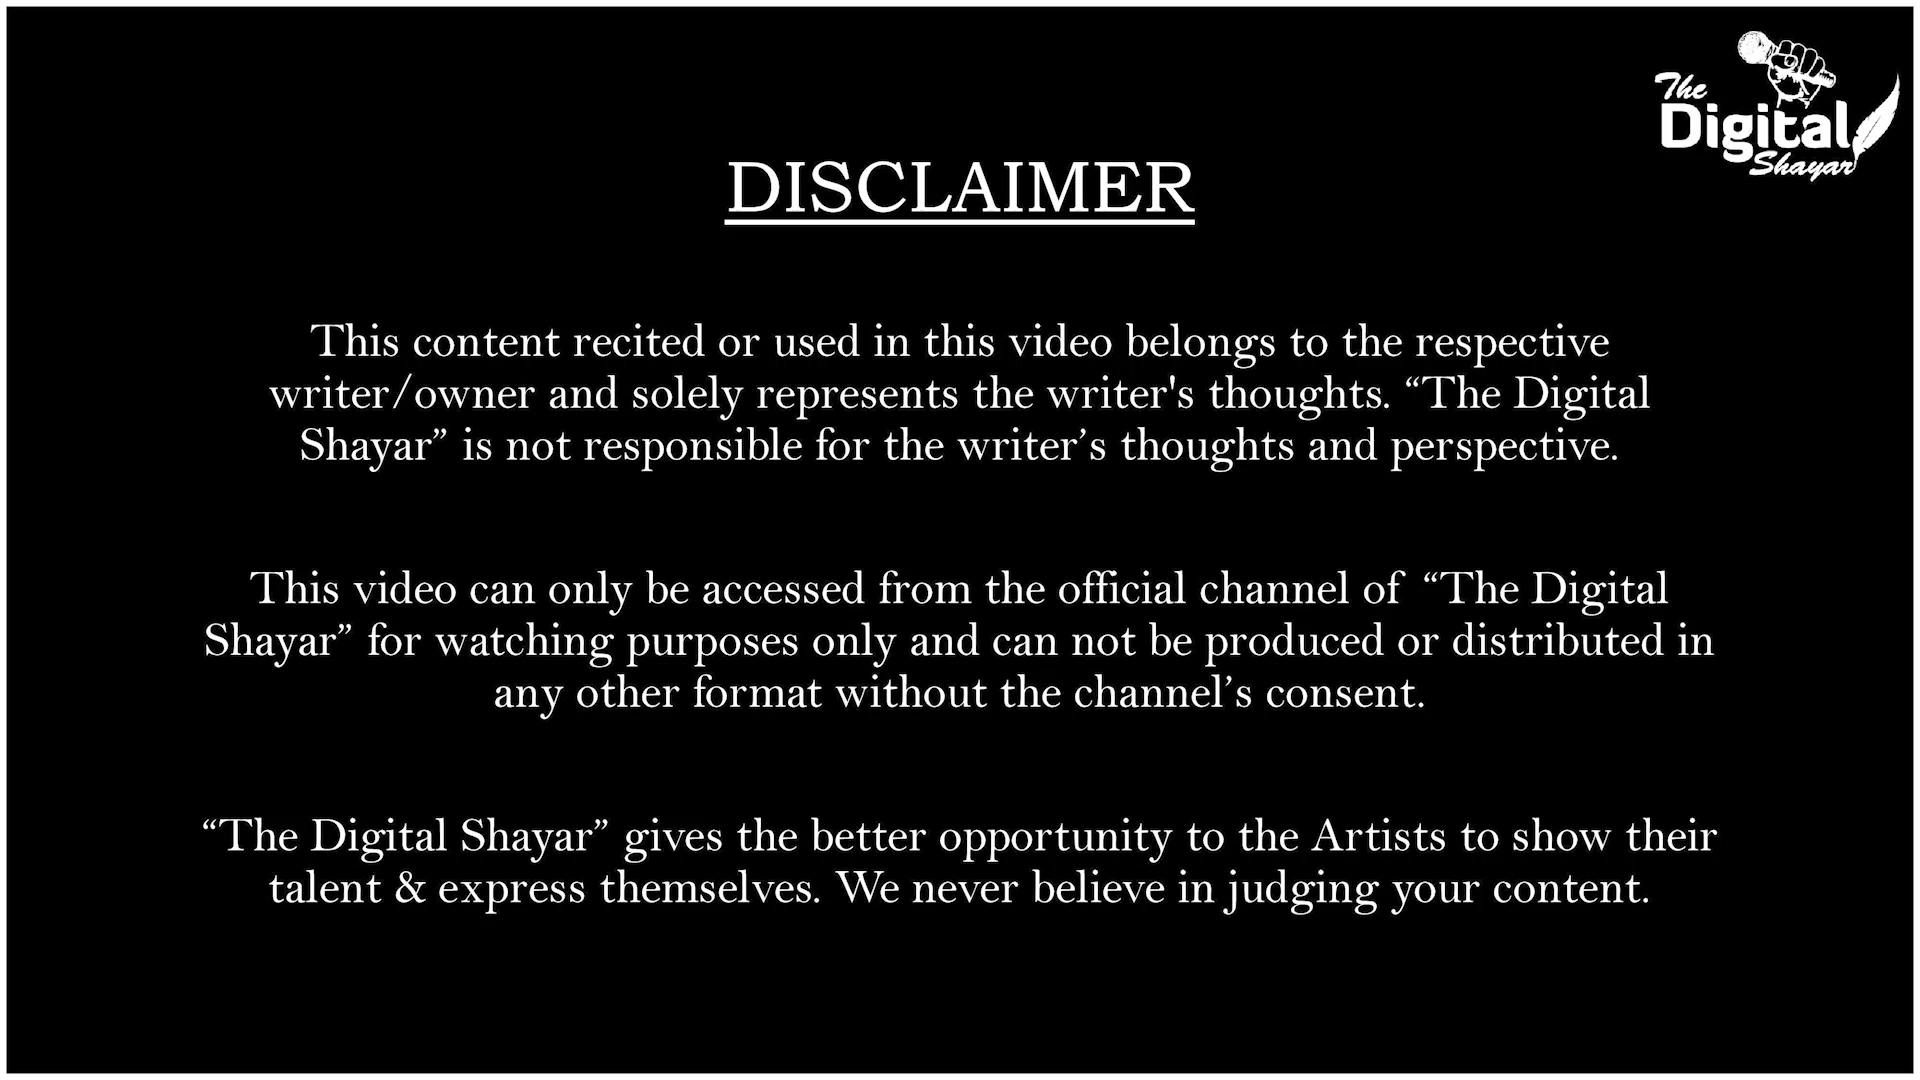 The
Digital
Shayar
DISCLAIMER
This content recited or used in this video belongs to the respective
writer/owner and solely represents the writer's thoughts. “The Digital
Shayar” is not responsible for the writer’s thoughts and perspective.
This video can only be accessed from the official channel of “The Digital
Shayar” for watching purposes only and can not be produced or distributed in
any other format without the channel’s consent.
“The Digital Shayar” gives the better opportunity to the Artists to show their
talent & express themselves. We never believe in judging your content.